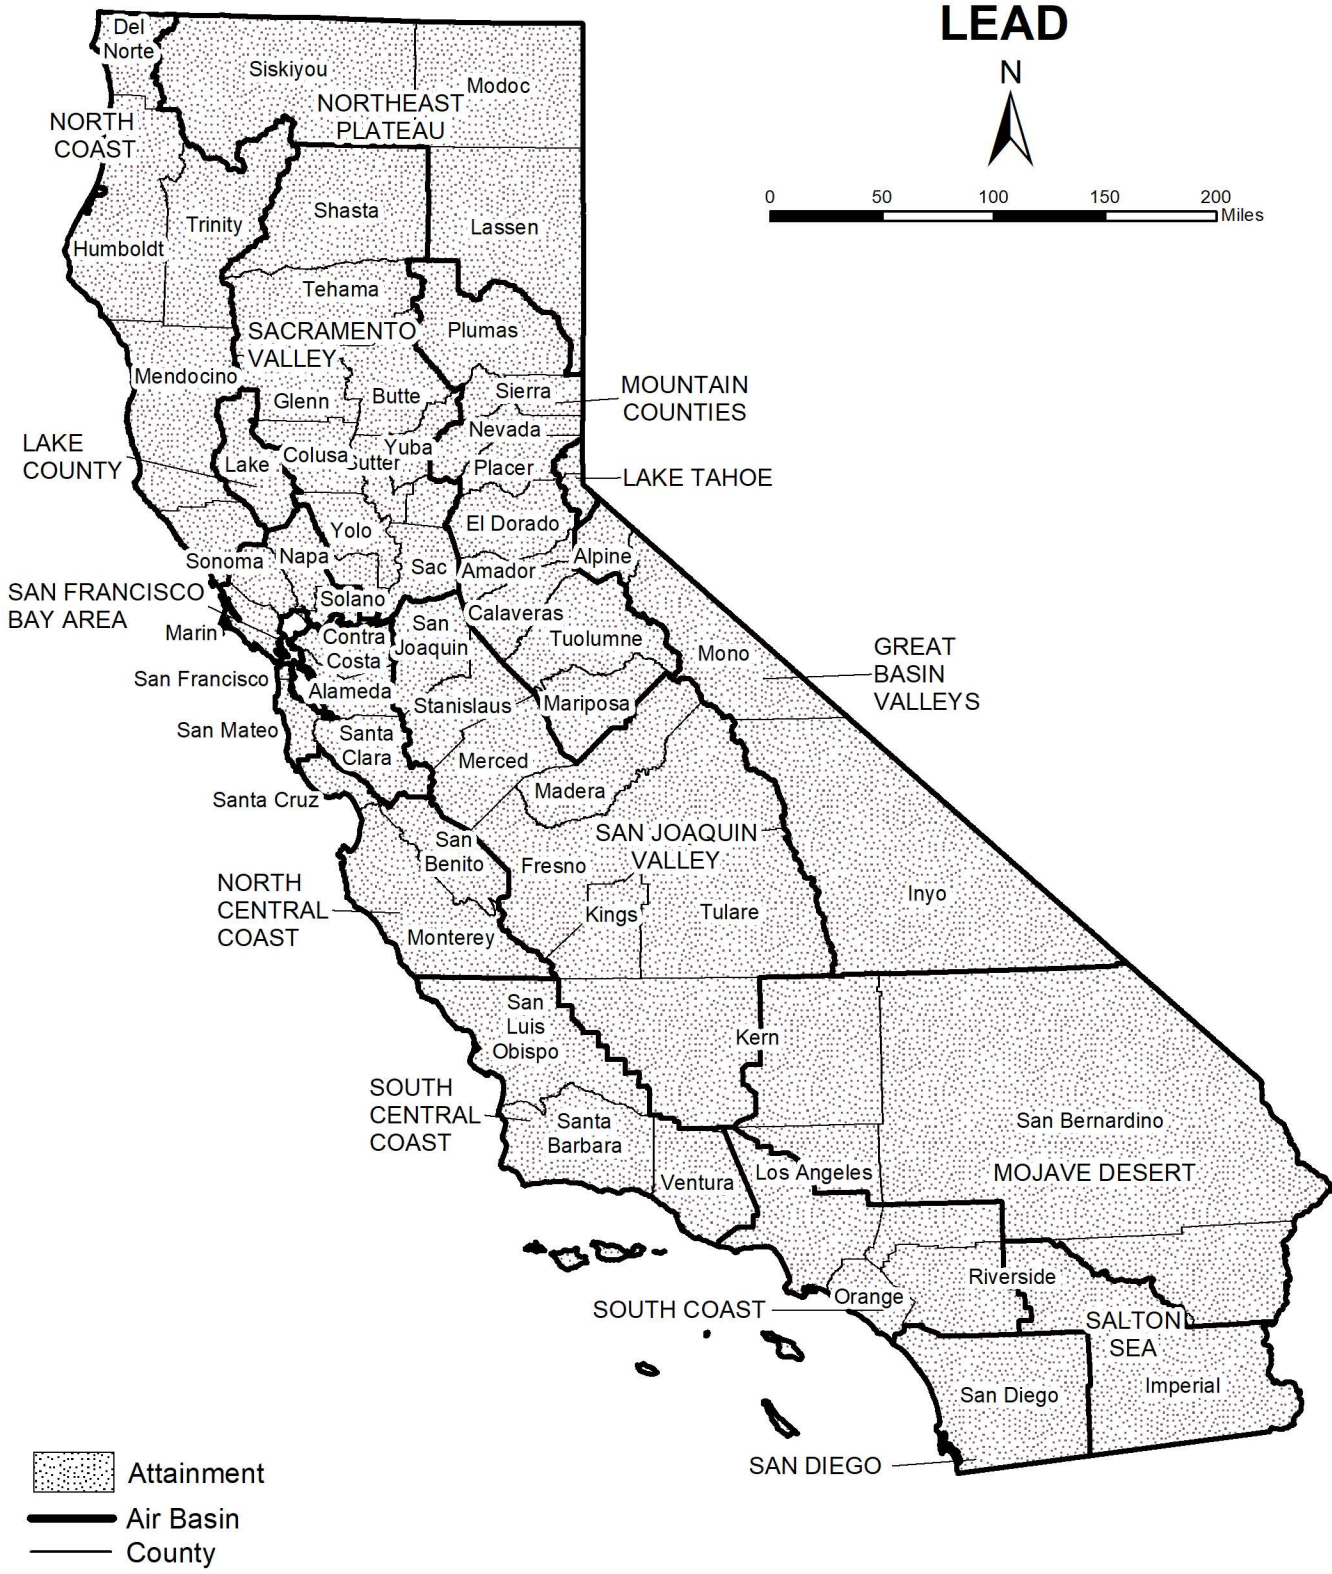 LEAD
N
0 50 100 150 200
Miles
Del
Norte
Siskiyou
Modoc
NORTHEAST
PLATEAU
NORTH
COAST
Shasta
Trinity
Lassen
Humboldt
Tehama
SACRAMENTO
VALLEY
Plumas
Mendocino
Glenn
Butte
Sierra
MOUNTAIN
COUNTIES
Nevada
LAKE
COUNTY
Lake
Colusa
Sutter
Yuba
Placer
LAKE TAHOE
Yolo
El Dorado
Sonoma
Napa
Sac
Amador
Alpine
SAN FRANCISCO
BAY AREA
Solano
Marin
Contra
Costa
San
Joaquin
Calaveras
Tuolumne
Mono
GREAT
BASIN
VALLEYS
San Francisco
Alameda
Stanislaus
Mariposa
San Mateo
Santa
Clara
Merced
Santa Cruz
Madera
San
Benito
Fresno
SAN JOAQUIN
VALLEY
NORTH
CENTRAL
COAST
Kings
Tulare
Inyo
Monterey
San
Luis
Obispo
Kern
SOUTH
CENTRAL
COAST
Santa
Barbara
San Bernardino
Ventura
Los Angeles
MOJAVE DESERT
Riverside
Orange
SOUTH COAST
SALTON
SEA
San Diego
Imperial
SAN DIEGO
Attainment
Air Basin
County